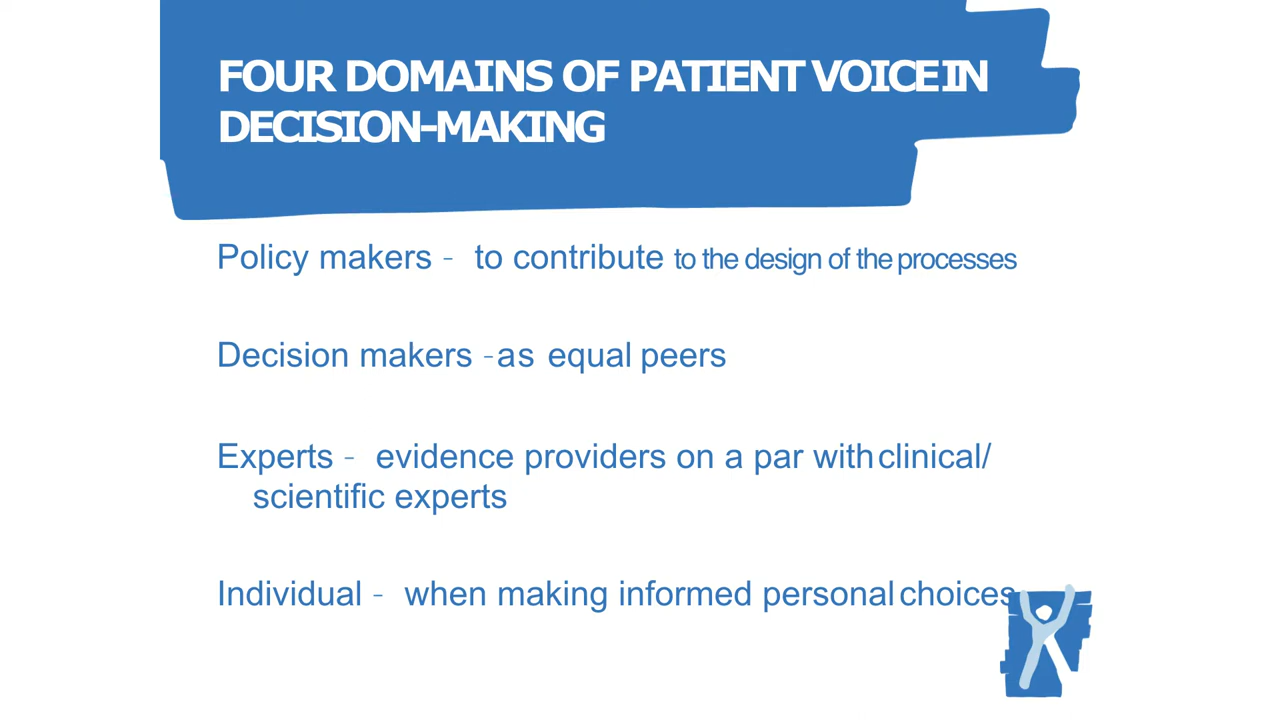 FOUR DOMAINS OF PATIENT VOICE IN
DECISION-MAKING
Policy makers – to contribute to the design of the processes
Decision makers –as equal peers
Experts – evidence providers on a par with clinical/
scientific experts
Individual – when making informed personal choices